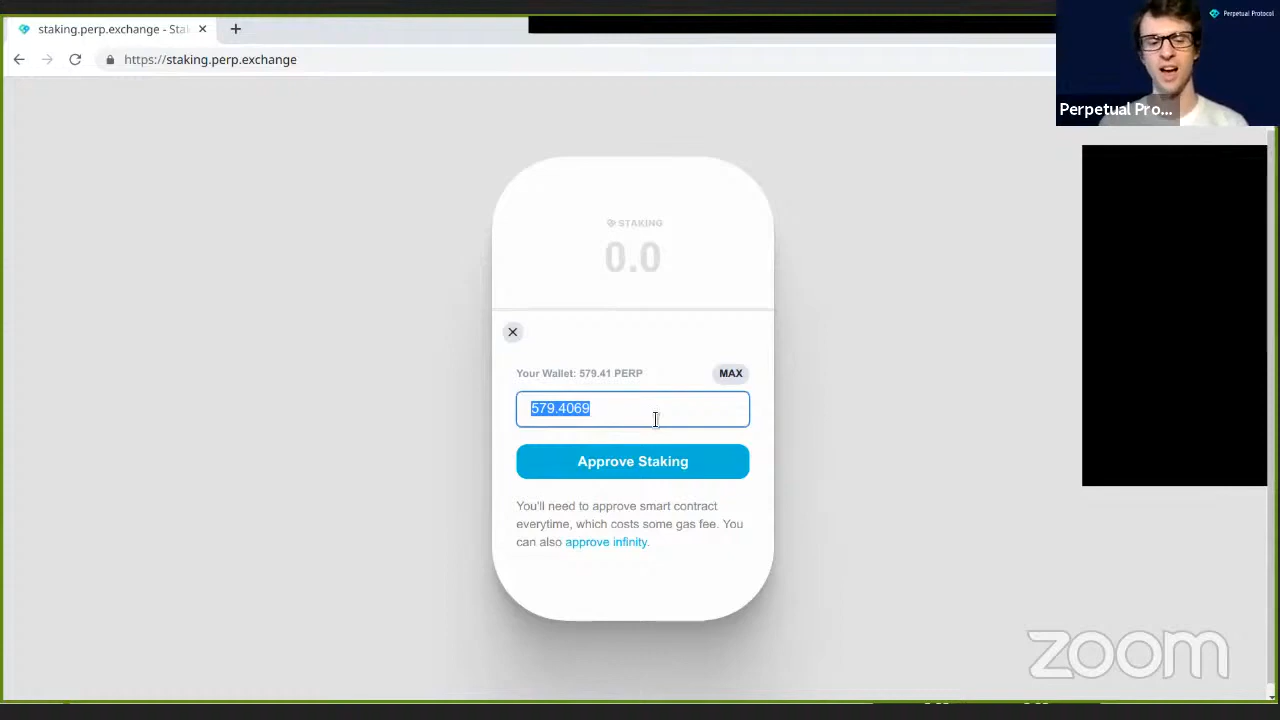 staking.perp.exchange - Stak
https://staking.perp.exchange
Perpetual Protocol
Perpetual Pro...
STAKING
0.0
Your Wallet: 579.41 PERP
MAX
579.4069
Approve Staking
You'll need to approve smart contract
everytime, which costs some gas fee. You
can also approve infinity.
zoom